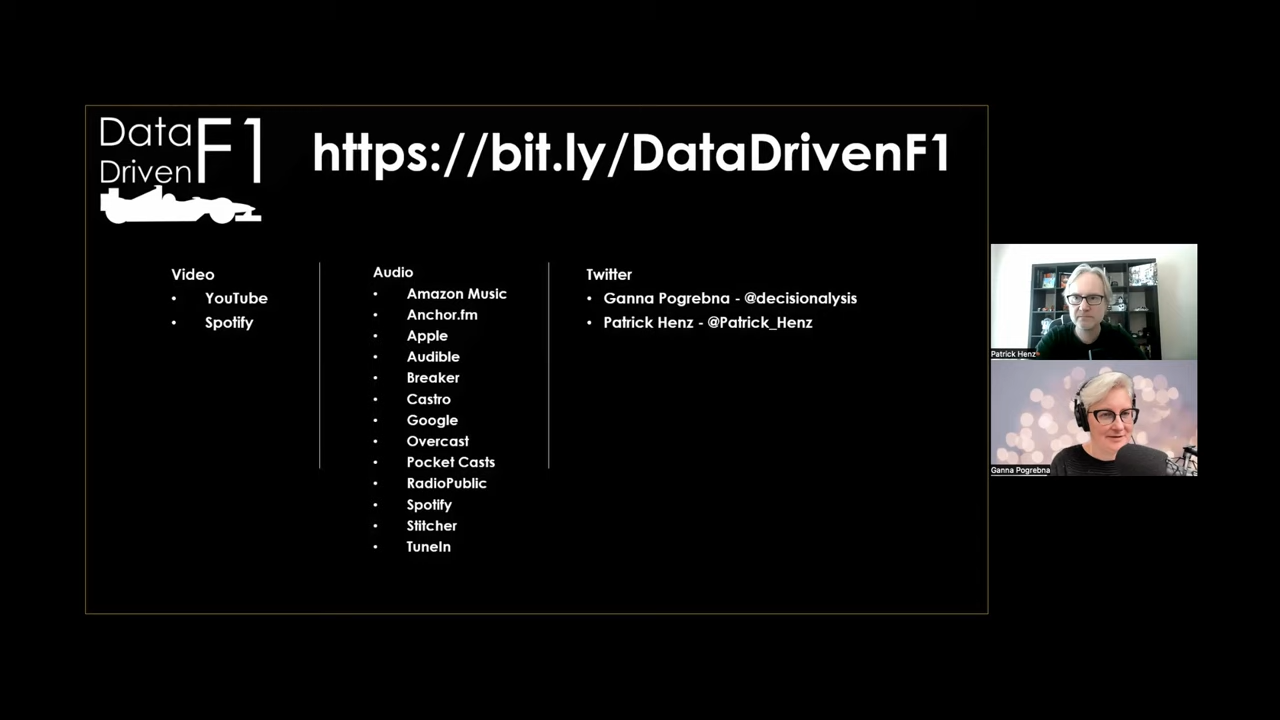 Data
Driven
F1
https://bit.ly/DataDrivenF1
Video
• YouTube
• Spotify
Audio
• Amazon Music
• Anchor.fm
• Apple
• Audible
• Breaker
• Castro
• Google
• Overcast
• Pocket Casts
• RadioPublic
• Spotify
• Stitcher
• TuneIn
Twitter
• Ganna Pogrebna - @decisionalysis
• Patrick Henz - @Patrick_Henz
Patrick Henz
Ganna Pogrebna